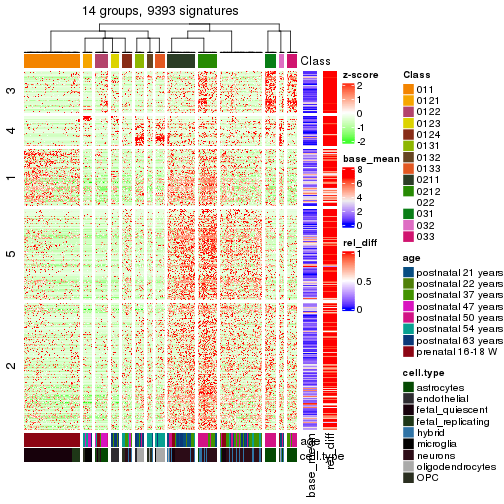 14 groups, 9393 signatures
Class
3
4
1
5
2
age
cell.type
base_mean
rel_diff
z-score
2
1
0
-1
-2
base_mean
8
6
4
2
0
rel_diff
1
0.5
0
Class
011
0121
0122
0123
0124
0131
0132
0133
0211
0212
022
031
032
033
age
postnatal 21 years
postnatal 22 years
postnatal 37 years
postnatal 47 years
postnatal 50 years
postnatal 54 years
postnatal 63 years
prenatal 16-18 W
cell.type
astrocytes
endothelial
fetal_quiescent
fetal_replicating
hybrid
microglia
neurons
oligodendrocytes
OPC